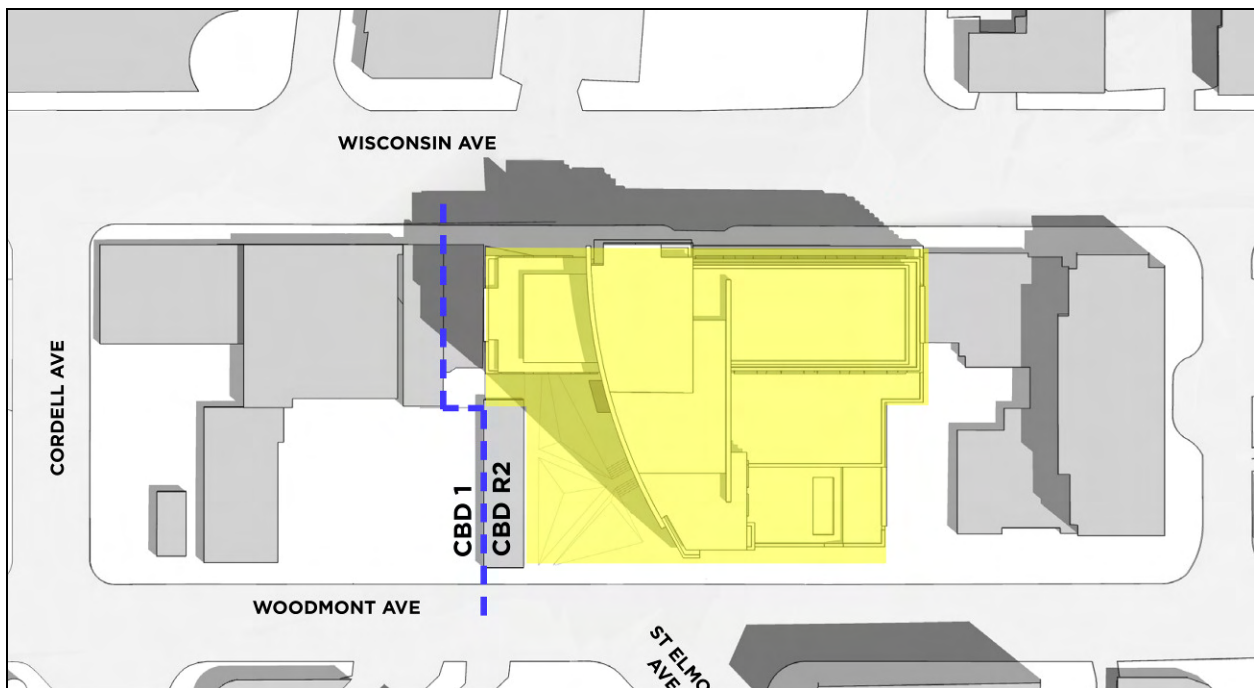 WISCONSIN AVE
CORDELL AVE
CBD 1
CBD R2
WOODMONT AVE
ST ELMO
AVE